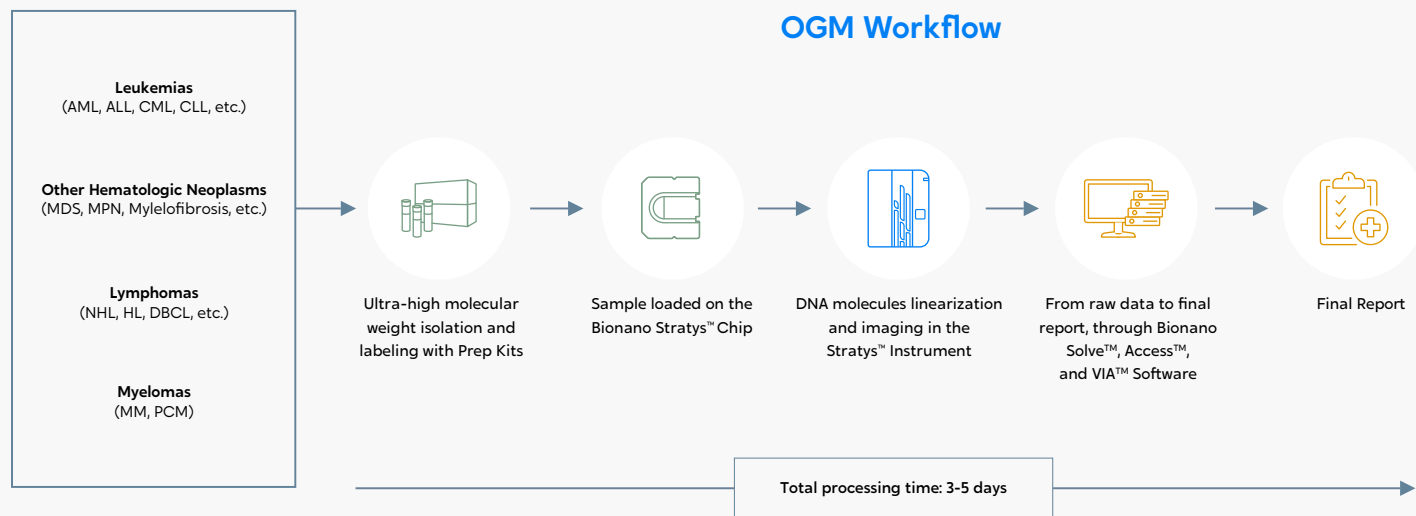 OGM Workflow
Leukemias
(AML, ALL, CML, CLL, etc.)
Other Hematologic Neoplasms
(MDS, MPN, Mylelofibrosis, etc.)
Lymphomas
(NHL, HL, DBCL, etc.)
Myelomas
(MM, PCM)
Ultra-high molecular
weight isolation and
labeling with Prep Kits
Sample loaded on the
Bionano Stratys™ Chip
DNA molecules linearization
and imaging in the
Stratys™ Instrument
From raw data to final
report, through Bionano
Solve™, Access™,
and VIA™ Software
Final Report
Total processing time: 3-5 days